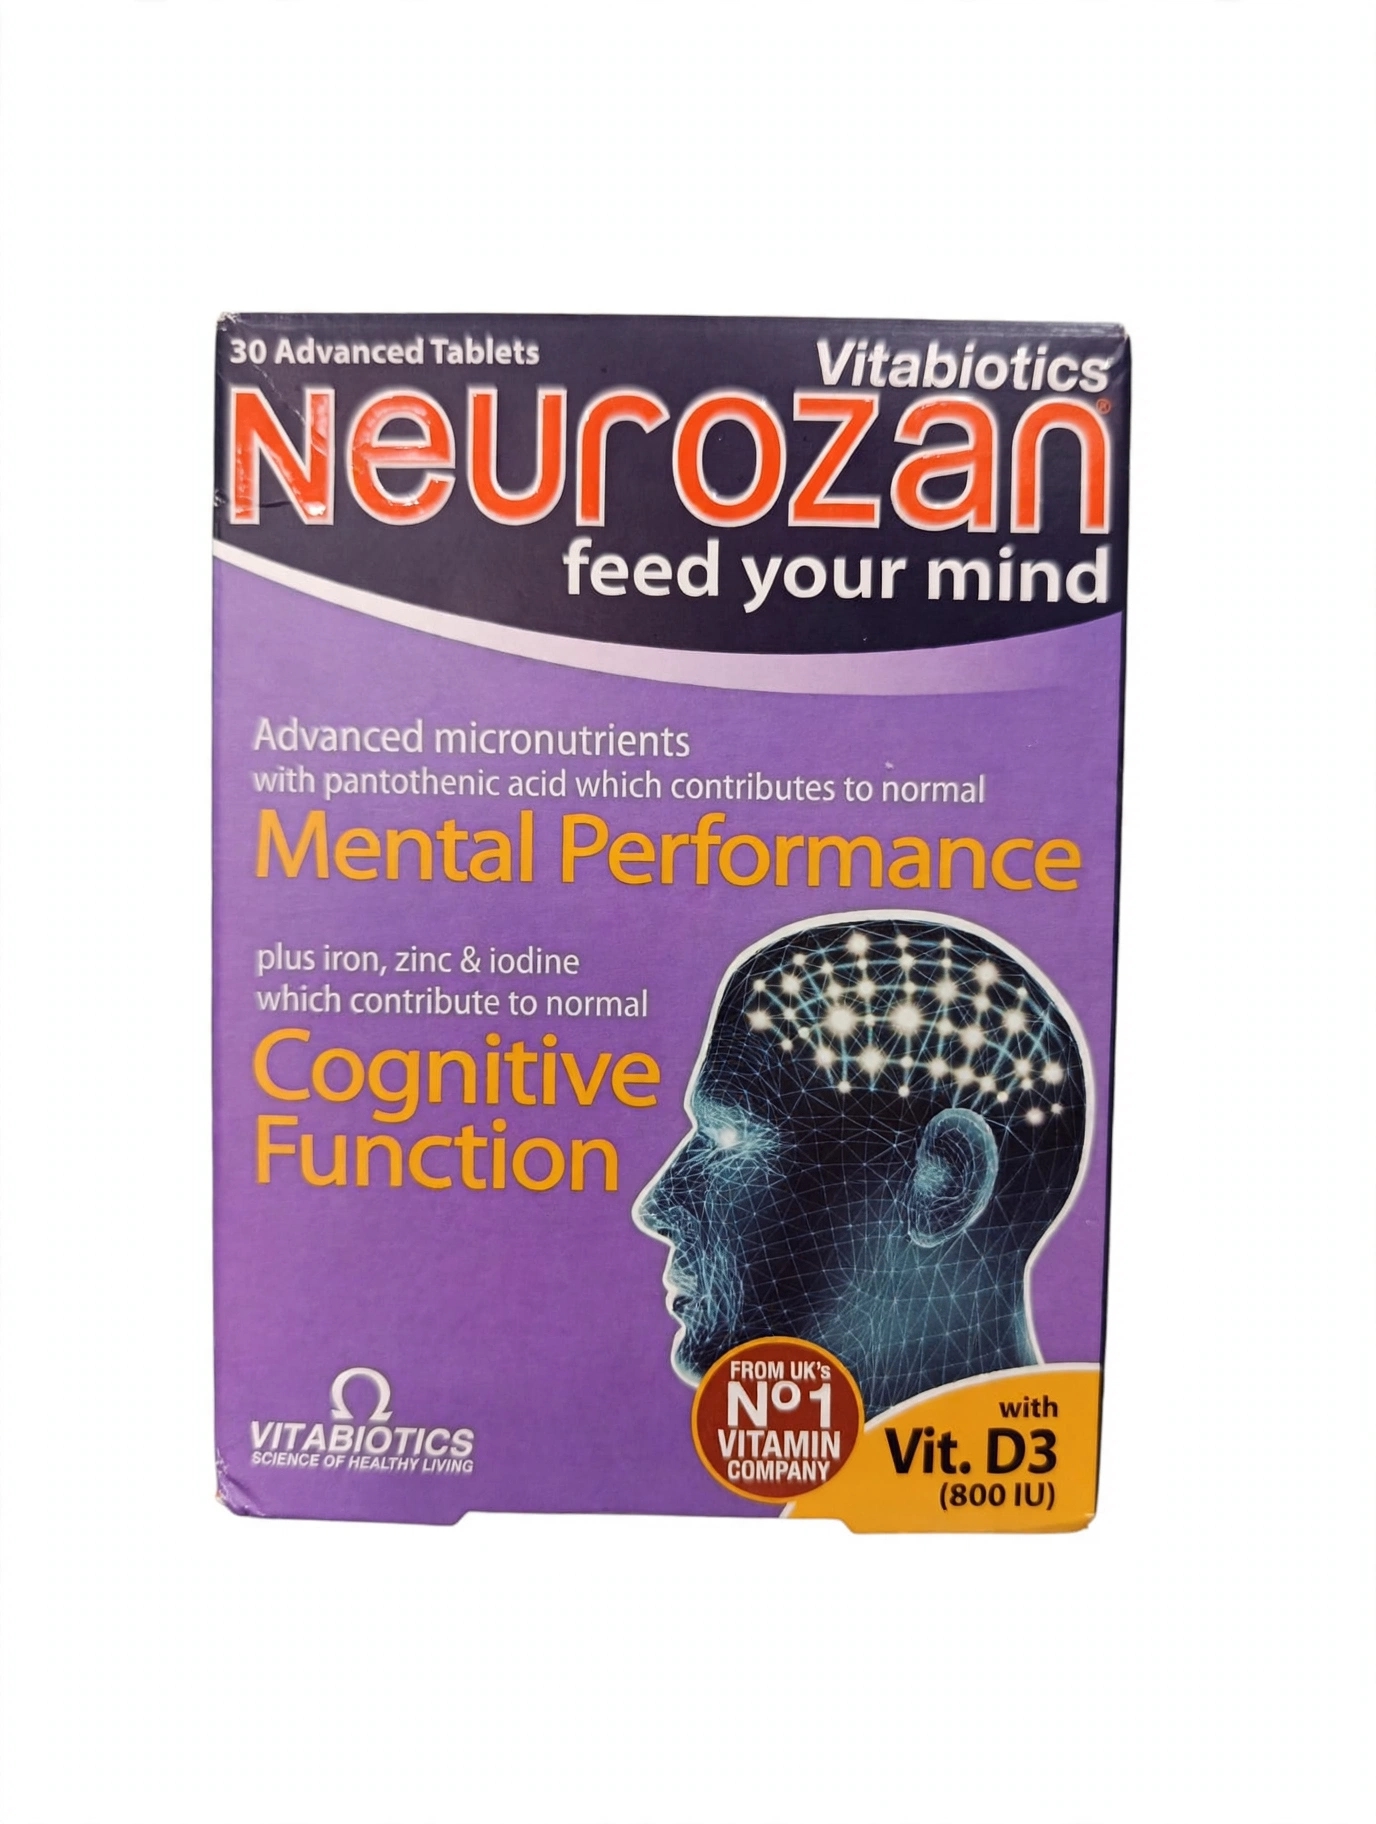 30 Advanced Tablets
Vitabiotics
Neurozan®
feed your mind
Advanced micronutrients
with pantothenic acid which contributes to normal
Mental Performance
plus iron, zinc & iodine
which contribute to normal
Cognitive
Function
VITABIOTICS
SCIENCE OF HEALTHY LIVING
FROM UK's
Nº1
VITAMIN
COMPANY
with
Vit. D3
(800 IU)